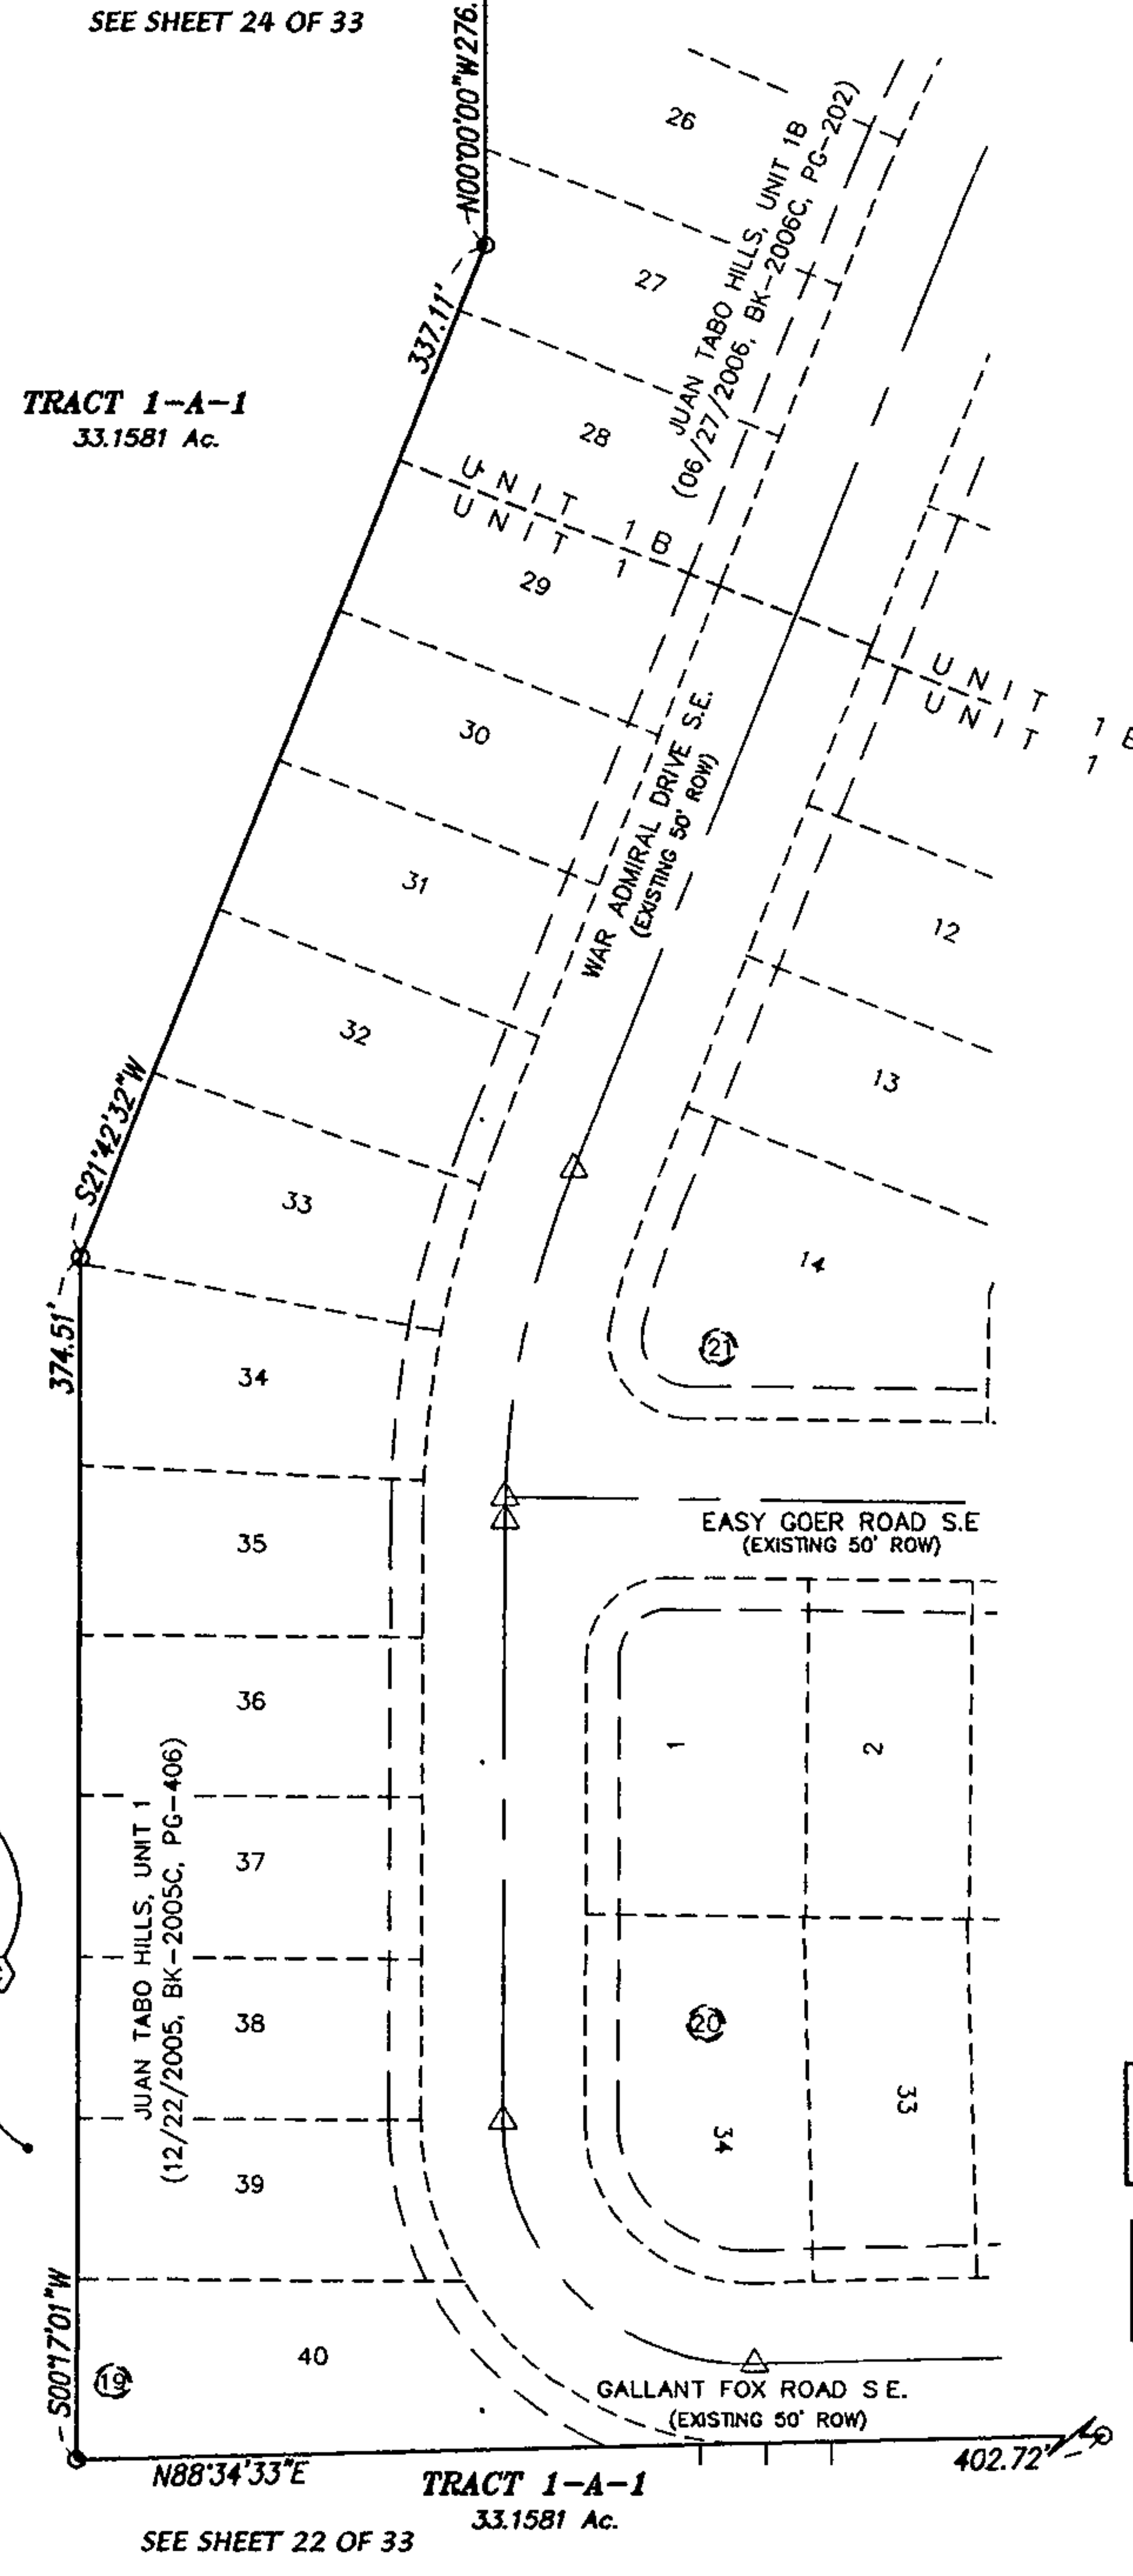 SEE SHEET 24 OF 33
N00°00'00"W 276.
26
JUAN TABO HILLS, UNIT 1B
(06/27/2006, BK-2006C, PG-202)
27
337.11'
TRACT 1-A-1
33.1581 Ac.
28
UNIT 1B
UNIT 1
29
UNIT 1 B
UNIT 1
30
WAR ADMIRAL DRIVE S.E.
(EXISTING 50' ROW)
31
12
32
13
S21°42'32"W
33
14
374.51'
21
34
EASY GOER ROAD S.E
(EXISTING 50' ROW)
35
36
1
2
JUAN TABO HILLS, UNIT 1
(12/22/2005, BK-2005C, PG-406)
37
38
20
33
34
39
S00°17'01"W
40
19
GALLANT FOX ROAD S E.
(EXISTING 50' ROW)
402.72'
N88°34'33"E
TRACT 1-A-1
33.1581 Ac.
SEE SHEET 22 OF 33